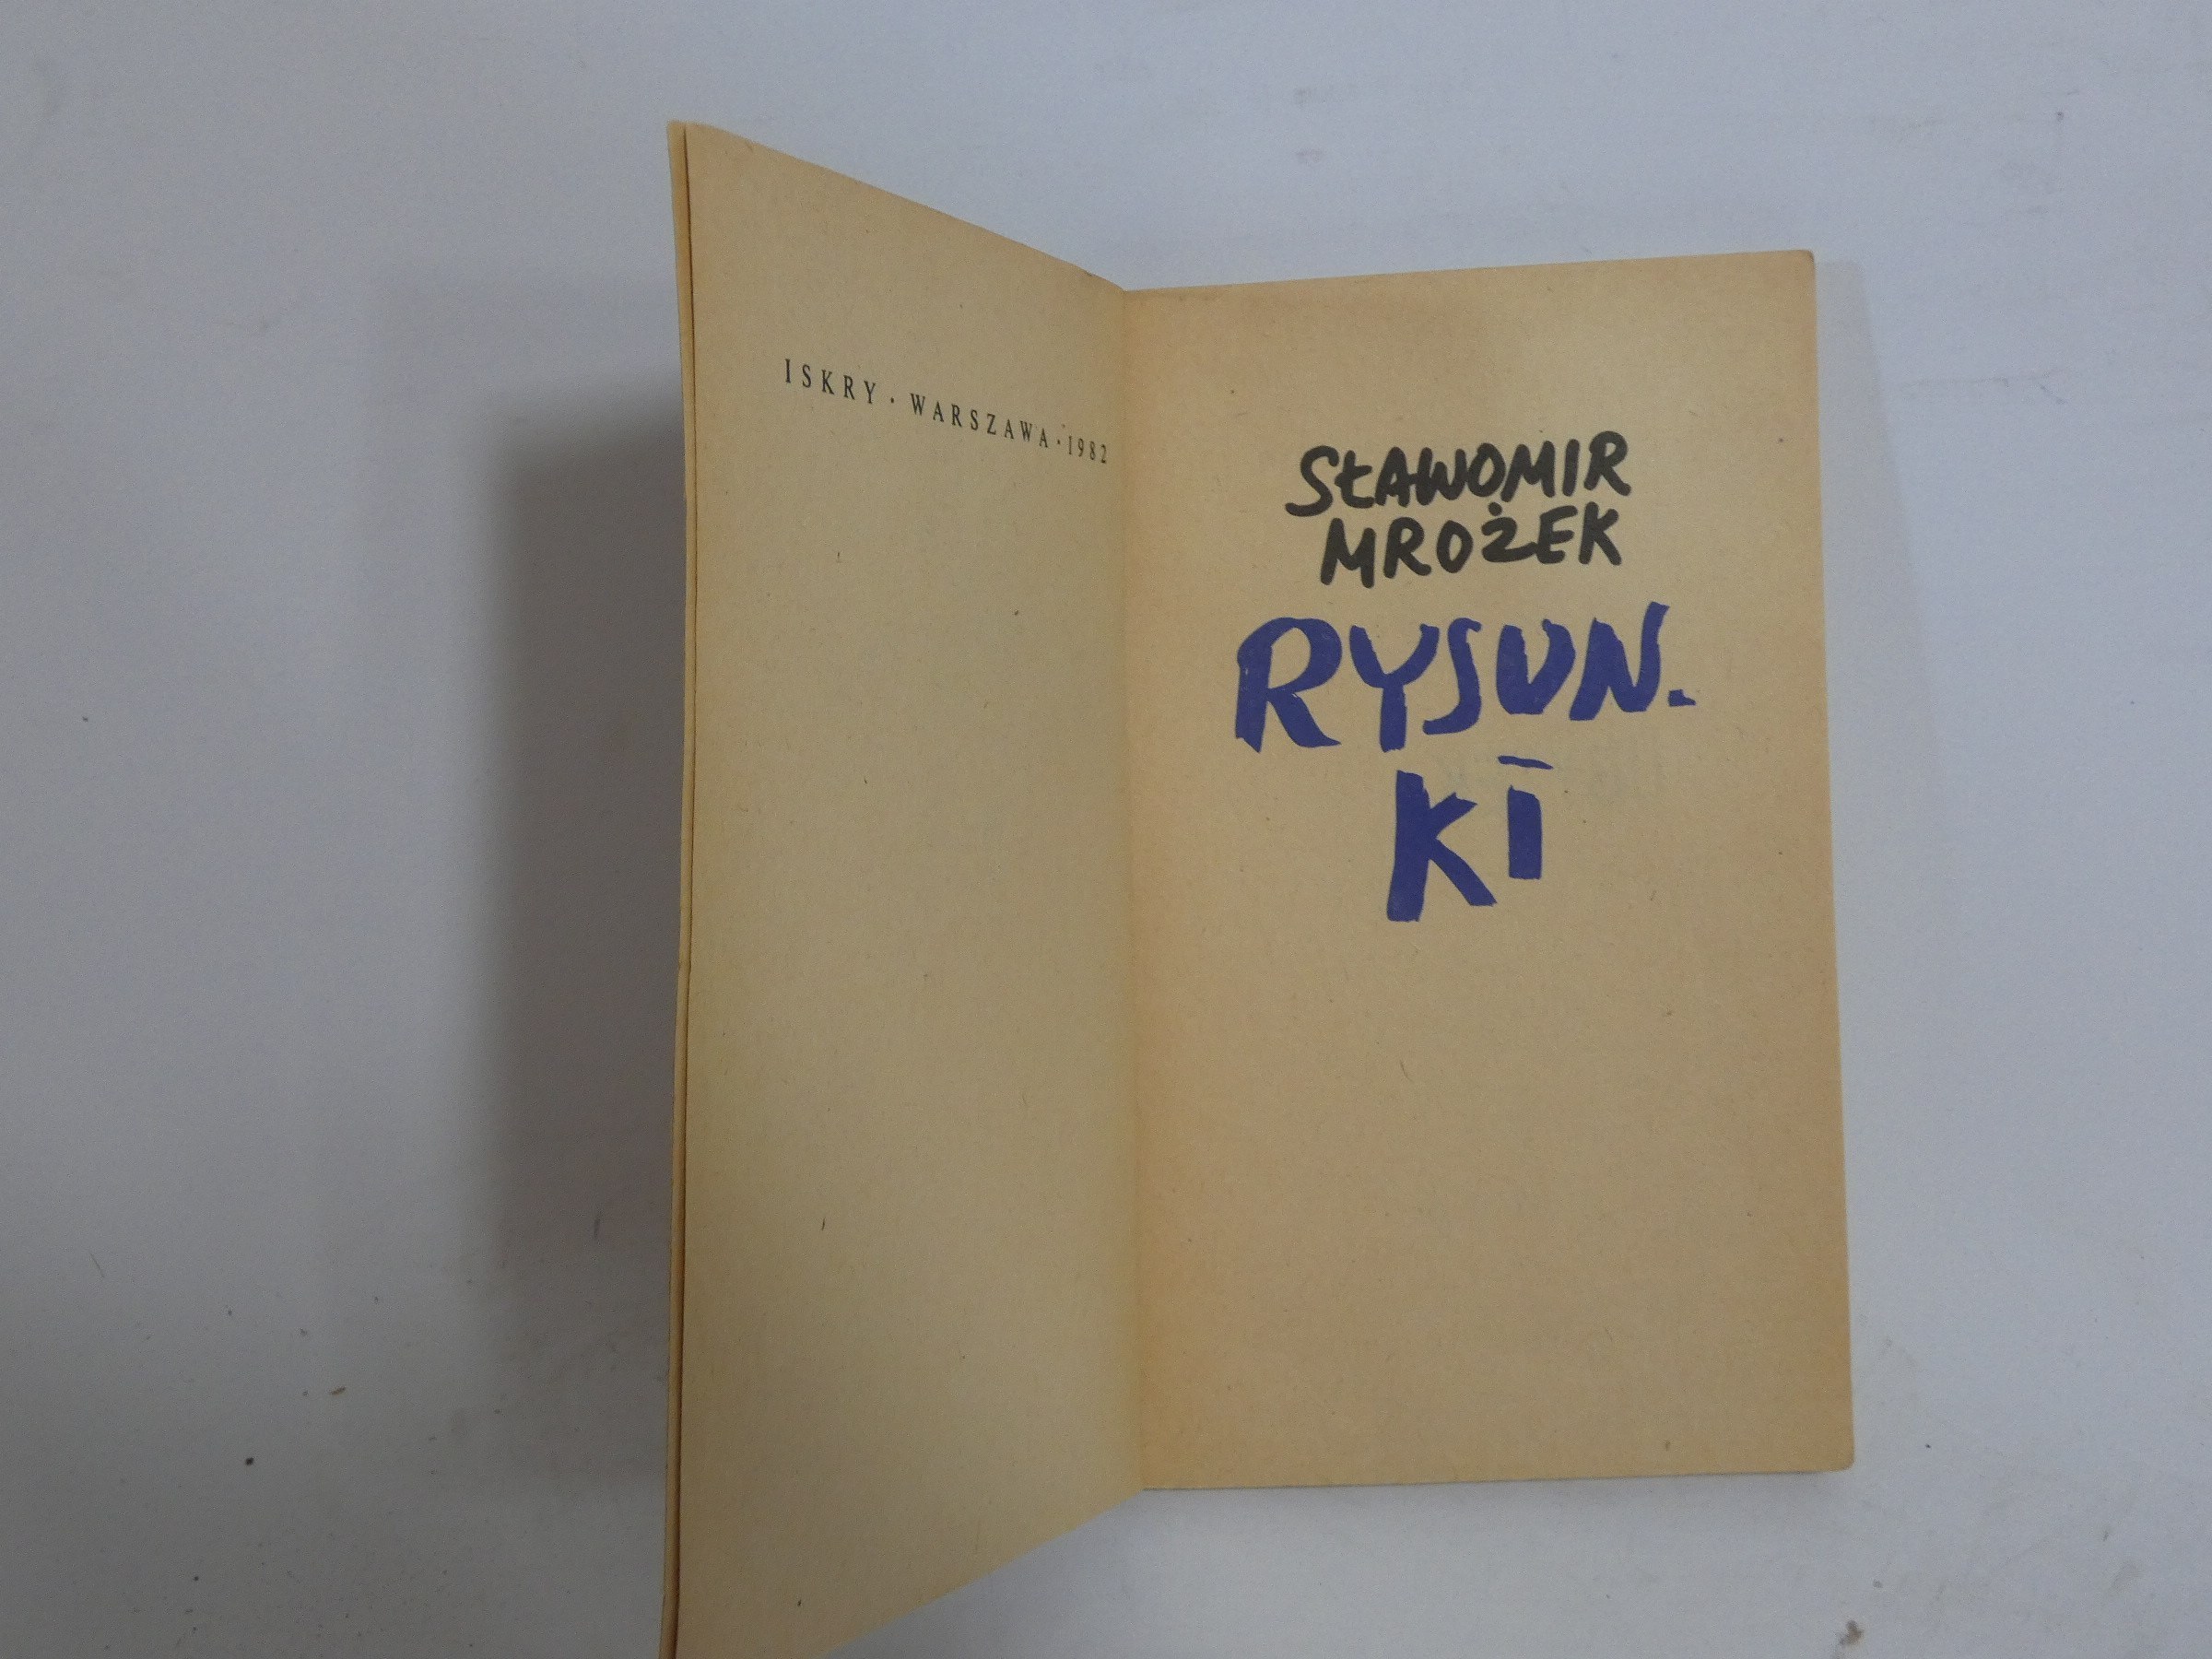 ISKRY · WARSZAWA · 1982
SŁAWOMIR
MROŻEK
RYSUN-
KI